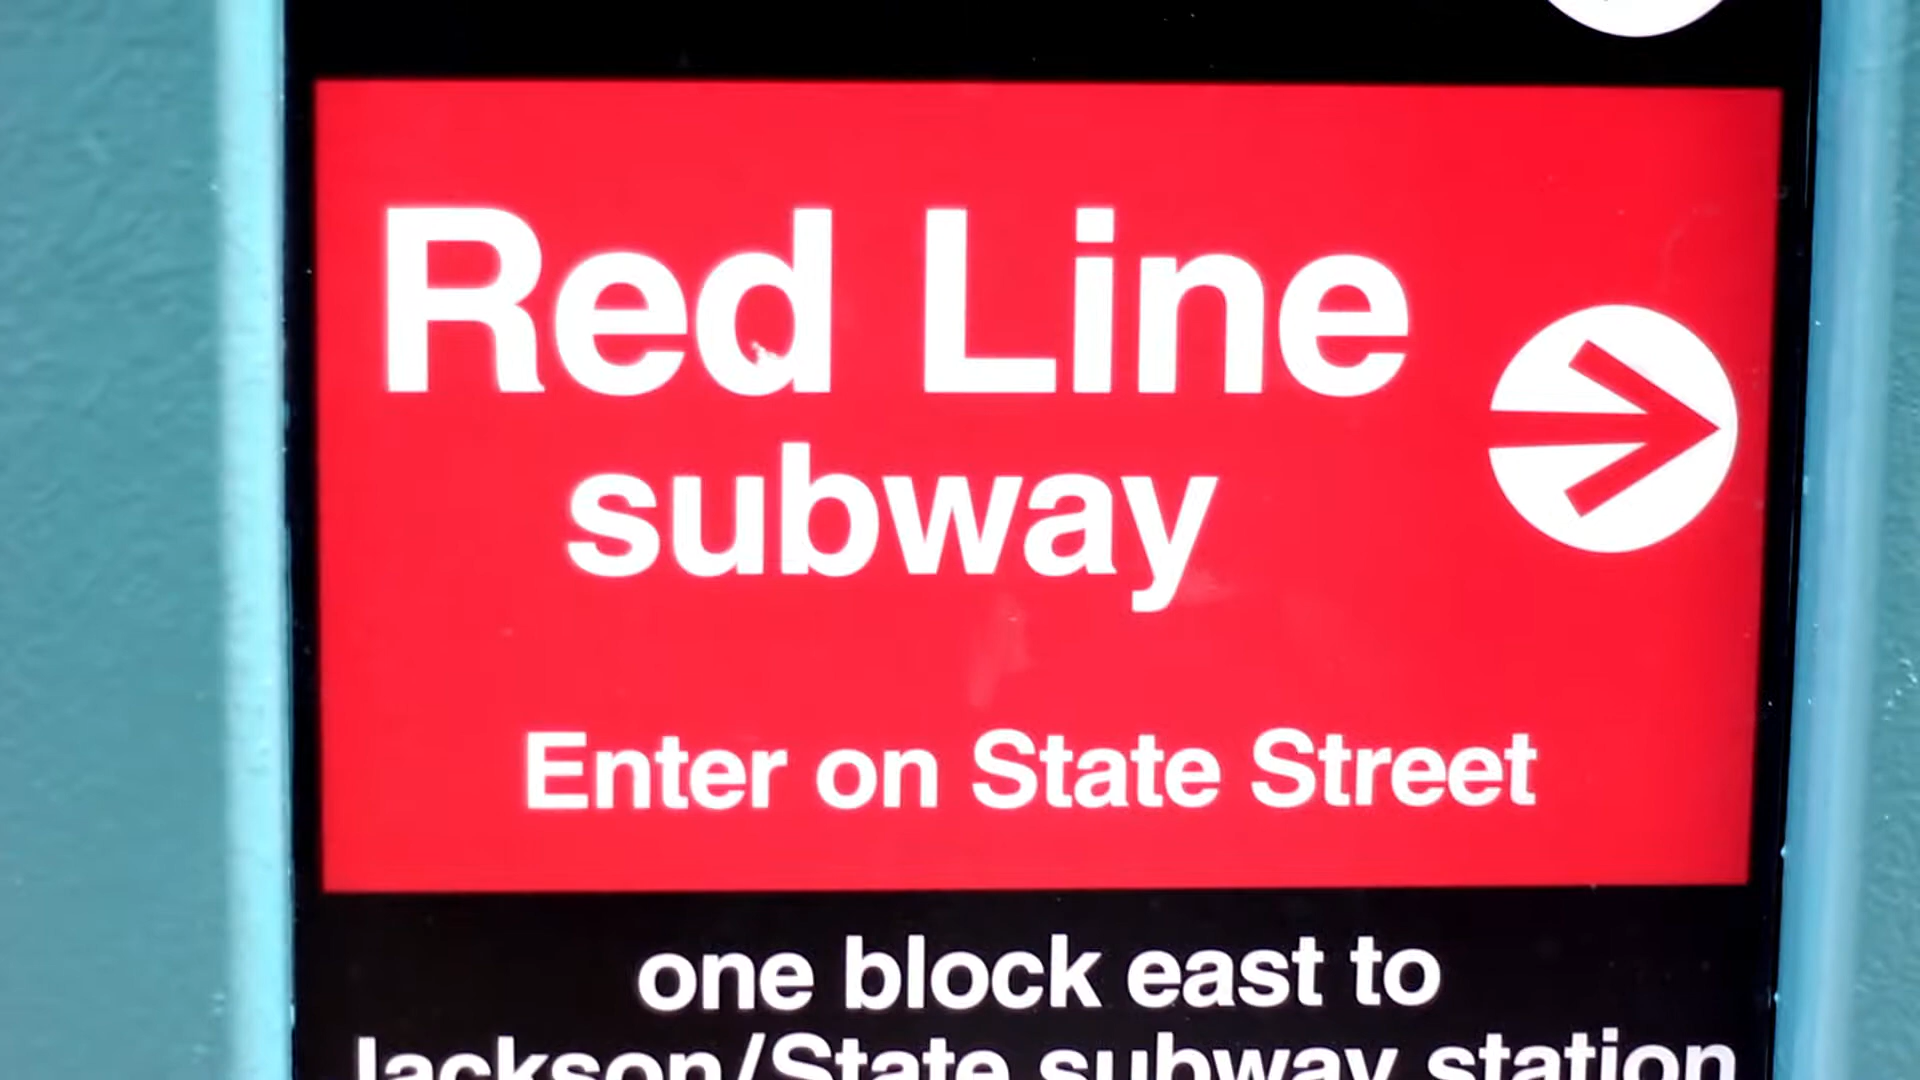 Red Line
subway
Enter on State Street
one block east to
Jackson/State subway station